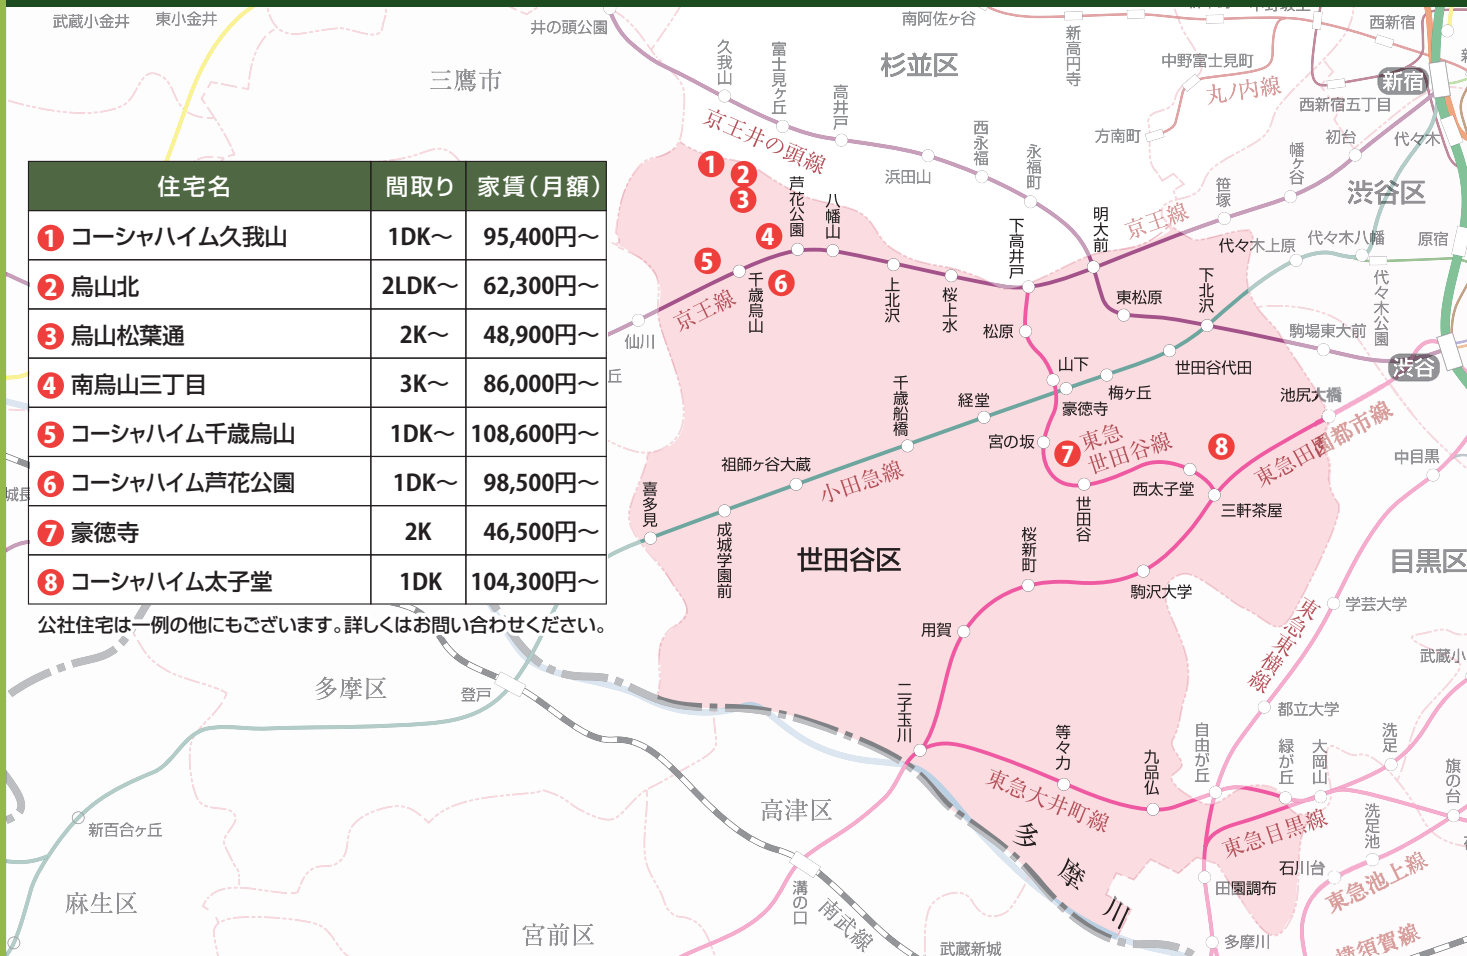 武蔵小金井
東小金井
井の頭公園
南阿佐ヶ谷
西新宿
三鷹市
久我山
富士見ヶ丘
高井戸
杉並区
新高円寺
中野富士見町
丸ノ内線
新宿
西新宿五丁目
京王井の頭線
浜田山
西永福
永福町
方南町
初台
代々木
幡ヶ谷
笹塚
渋谷区
住宅名 間取り 家賃(月額)
1 コーシャハイム久我山 1DK〜 95,400円〜
2 烏山北 2LDK〜 62,300円〜
3 烏山松葉通 2K〜 48,900円〜
4 南烏山三丁目 3K〜 86,000円〜
5 コーシャハイム千歳烏山 1DK〜 108,600円〜
6 コーシャハイム芦花公園 1DK〜 98,500円〜
7 豪徳寺 2K 46,500円〜
8 コーシャハイム太子堂 1DK 104,300円〜
公社住宅は一例の他にもございます。詳しくはお問い合わせください。
1
2
3
4
5
6
芦花公園
八幡山
千歳烏山
京王線
仙川
上北沢
桜上水
下高井戸
明大前
京王線
代々木上原
代々木八幡
原宿
代々木公園
下北沢
東松原
駒場東大前
渋谷
松原
山下
豪徳寺
梅ヶ丘
世田谷代田
池尻大橋
丘
千歳船橋
経堂
宮の坂
7
東急
世田谷線
8
東急田園都市線
中目黒
祖師ヶ谷大蔵
小田急線
西太子堂
三軒茶屋
世田谷
喜多見
成城学園前
世田谷区
桜新町
駒沢大学
目黒区
学芸大学
東急東横線
用賀
多摩区
登戸
二子玉川
等々力
九品仏
自由が丘
都立大学
緑が丘
大岡山
洗足
旗の台
武蔵小
東急大井町線
東急目黒線
洗足池
石川台
東急池上線
田園調布
多摩川
多摩川
横須賀線
新百合ヶ丘
高津区
麻生区
宮前区
溝の口
南武線
武蔵新城